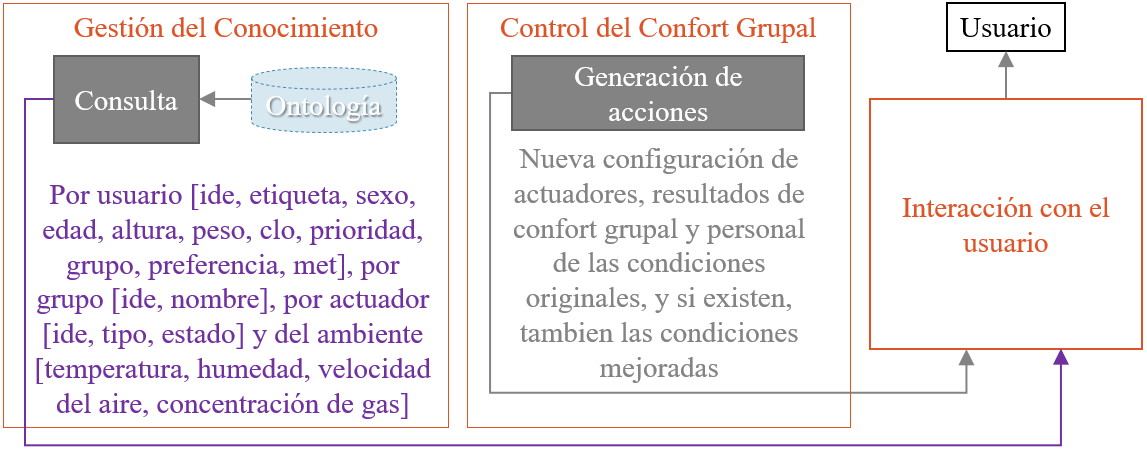 Gestión del Conocimiento
Consulta
Ontología
Por usuario [ide, etiqueta, sexo,
edad, altura, peso, clo, prioridad,
grupo, preferencia, met], por
grupo [ide, nombre], por actuador
[ide, tipo, estado] y del ambiente
[temperatura, humedad, velocidad
del aire, concentración de gas]
Control del Confort Grupal
Generación de
acciones
Nueva configuración de
actuadores, resultados de
confort grupal y personal
de las condiciones
originales, y si existen,
tambien las condiciones
mejoradas
Usuario
Interacción con el
usuario